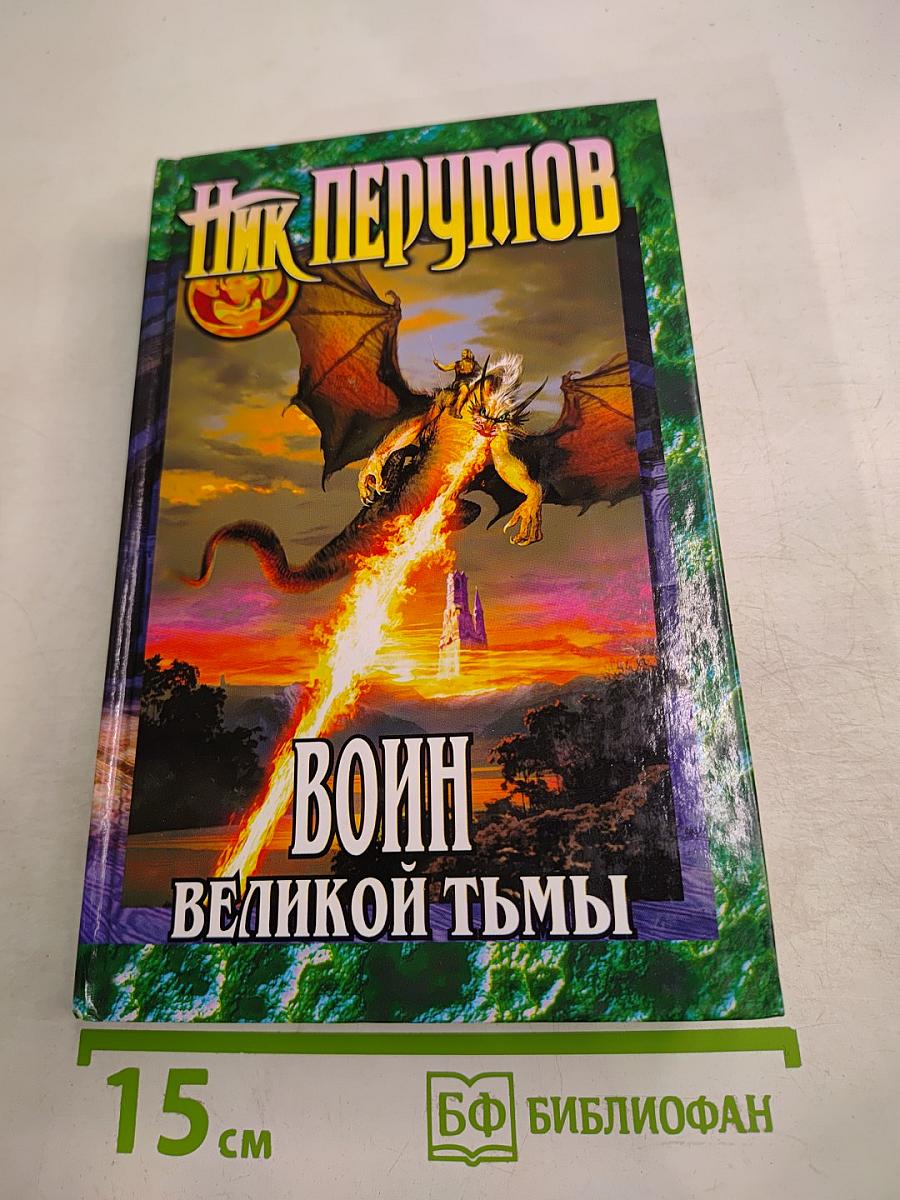 Ник ПЕРУМОВ
ВОИН
ВЕЛИКОЙ ТЬМЫ
15 см
БФ БИБЛИОФАН